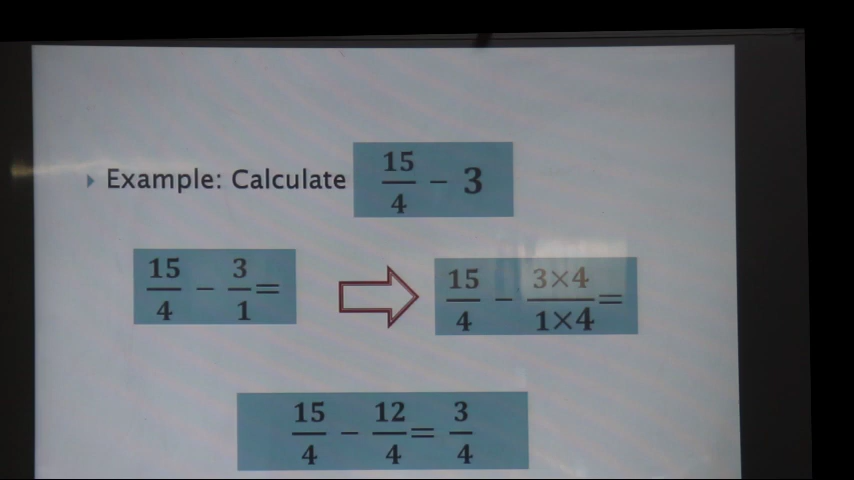 Example: Calculate 15/4 − 3
15/4 − 3/1 =
15/4 − 3×4/1×4 =
15/4 − 12/4 = 3/4